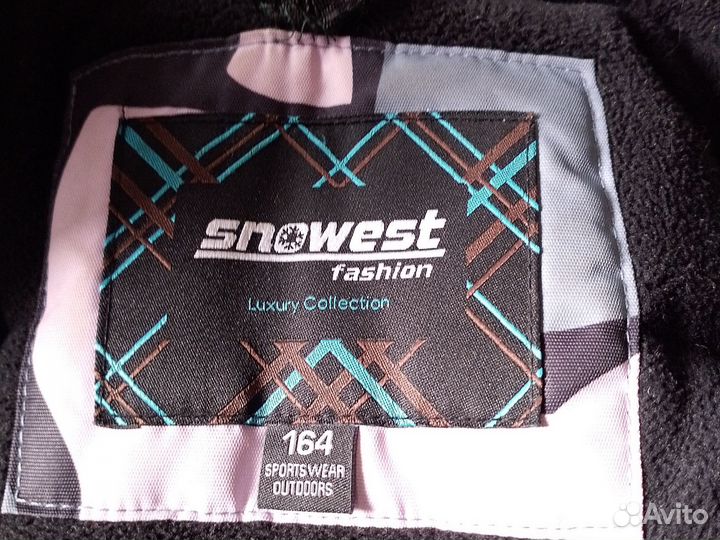 snowest
fashion
Luxury Collection
164
SPORTSWEAR
OUTDOORS
Avito